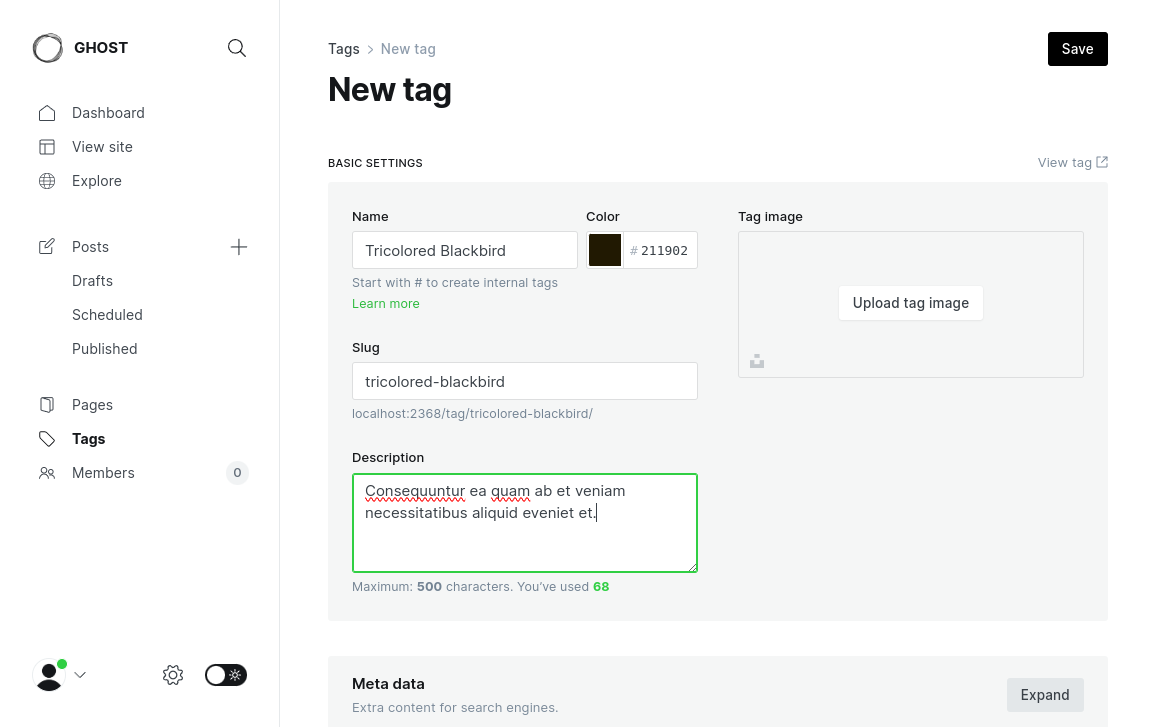 GHOST
Dashboard
View site
Explore
Posts
Drafts
Scheduled
Published
Pages
Tags
Members
0
Tags
New tag
Save
New tag
BASIC SETTINGS
View tag
Name
Tricolored Blackbird
Start with # to create internal tags
Learn more
Color
# 211902
Slug
tricolored-blackbird
localhost:2368/tag/tricolored-blackbird/
Description
Consequuntur ea quam ab et veniam
necessitatibus aliquid eveniet et.
Maximum: 500 characters. You've used 68
Tag image
Upload tag image
Meta data
Extra content for search engines.
Expand